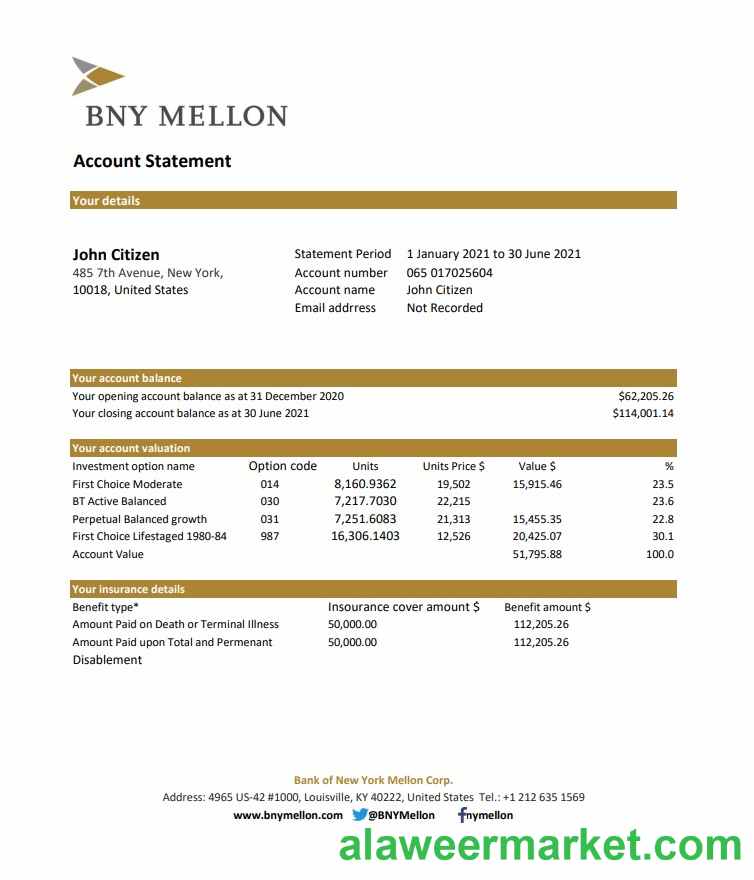 BNY MELLON
Account Statement
Your details
John Citizen
485 7th Avenue, New York,
10018, United States
Statement Period 1 January 2021 to 30 June 2021
Account number 065 017025604
Account name John Citizen
Email addrress Not Recorded
Your account balance
Your opening account balance as at 31 December 2020 $62,205.26
Your closing account balance as at 30 June 2021 $114,001.14
Your account valuation
Investment option name Option code Units Units Price $ Value $ %
First Choice Moderate 014 8,160.9362 19,502 15,915.46 23.5
BT Active Balanced 030 7,217.7030 22,215 23.6
Perpetual Balanced growth 031 7,251.6083 21,313 15,455.35 22.8
First Choice Lifestaged 1980-84 987 16,306.1403 12,526 20,425.07 30.1
Account Value 51,795.88 100.0
Your insurance details
Benefit type* Insourance cover amount $ Benefit amount $
Amount Paid on Death or Terminal Illness 50,000.00 112,205.26
Amount Paid upon Total and Permenant 50,000.00 112,205.26
Disablement
Bank of New York Mellon Corp.
Address: 4965 US-42 #1000, Louisville, KY 40222, United States Tel.: +1 212 635 1569
www.bnymellon.com @BNYMellon nymellon
alaweermarket.com